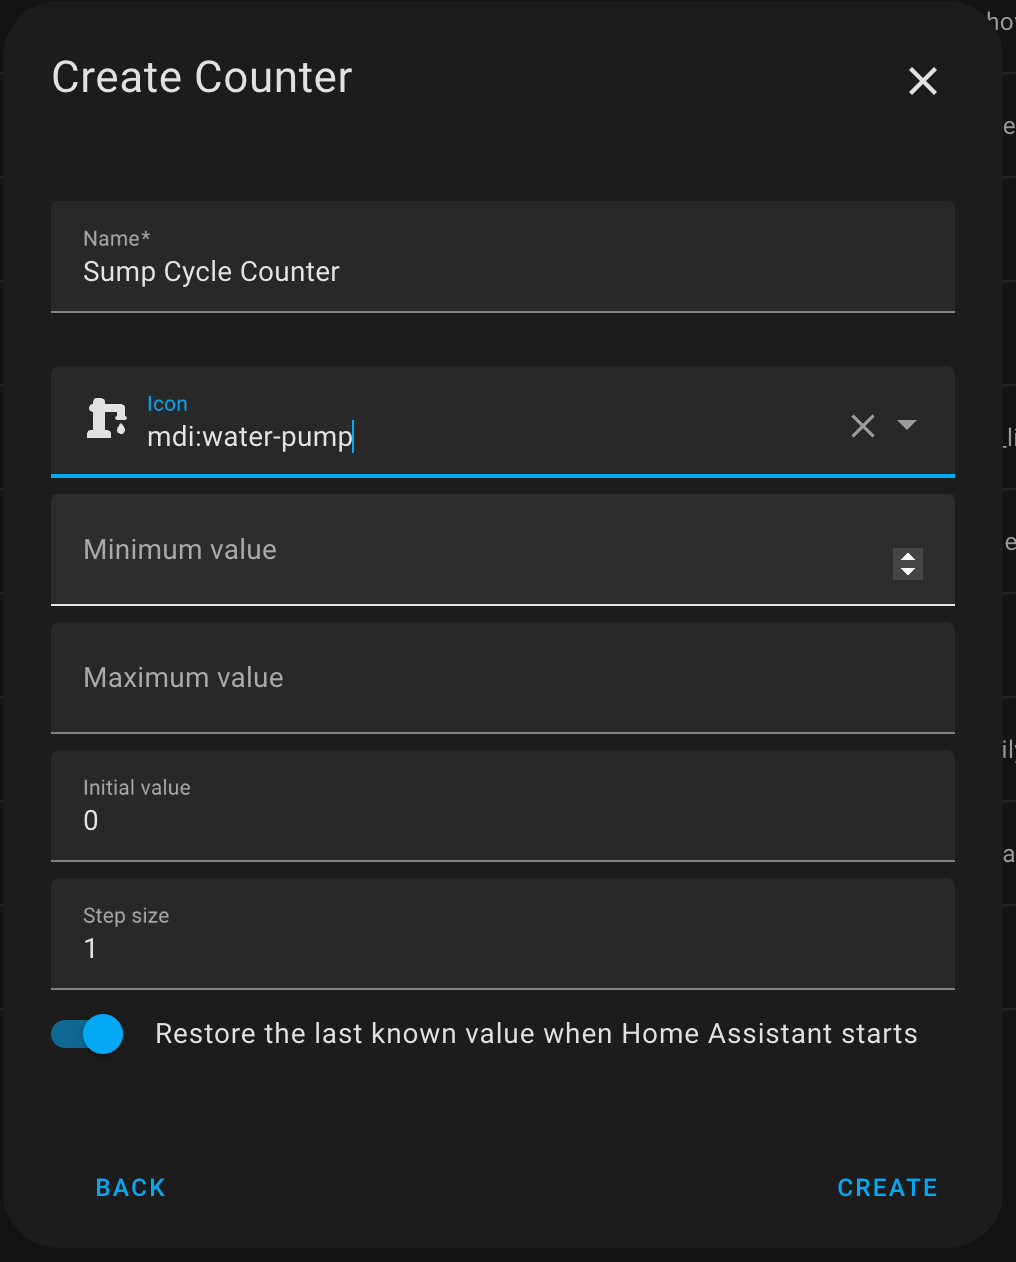 Create Counter
Name*
Sump Cycle Counter
Icon
mdi:water-pump
Minimum value
Maximum value
Initial value
0
Step size
1
Restore the last known value when Home Assistant starts
BACK
CREATE